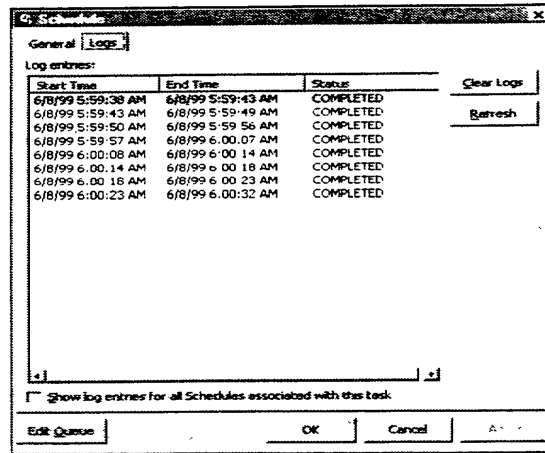 Schedule
General Logs
Log entries:
Start Time End Time Status
6/8/99 5:59:38 AM 6/8/99 5:59:43 AM COMPLETED
6/8/99 5:59:43 AM 6/8/99 5:59:49 AM COMPLETED
6/8/99 5:59:50 AM 6/8/99 5:59 56 AM COMPLETED
6/8/99 5:59:57 AM 6/8/99 6.00.07 AM COMPLETED
6/8/99 6:00:08 AM 6/8/99 6:00 14 AM COMPLETED
6/8/99 6.00.14 AM 6/8/99 6 00 18 AM COMPLETED
6/8/99 6.00 18 AM 6/8/99 6 00 23 AM COMPLETED
6/8/99 6:00:23 AM 6/8/99 6.00:32 AM COMPLETED
Clear Logs
Refresh
Show log entries for all Schedules associated with this task
Edit Queue OK Cancel